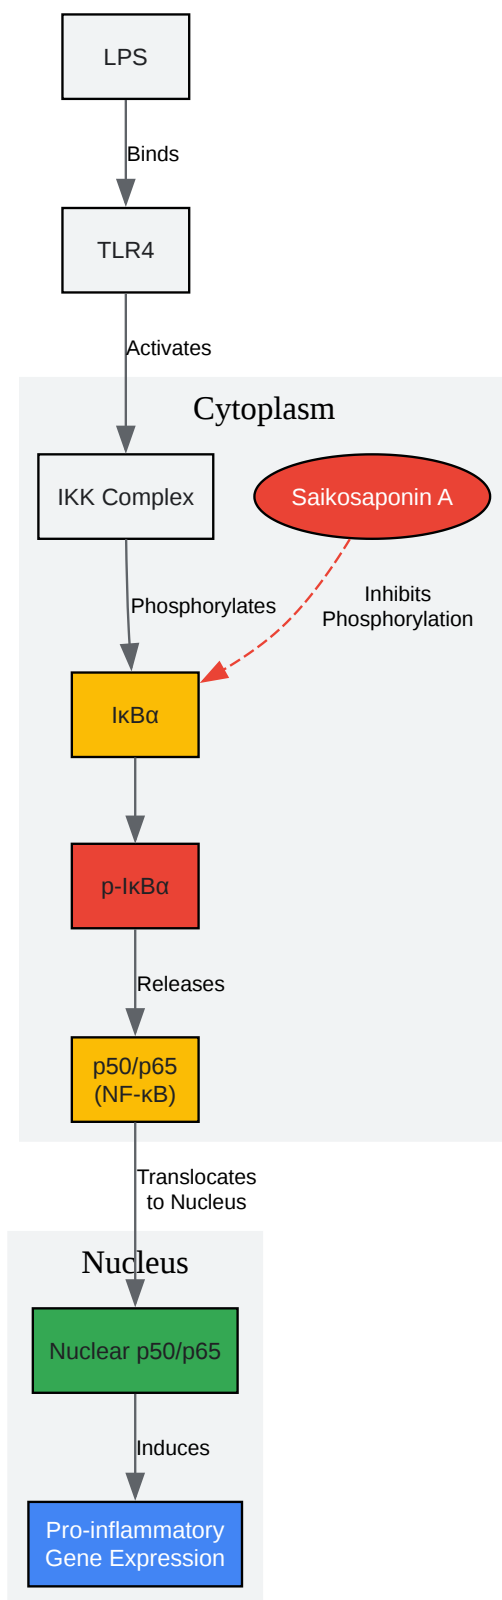 LPS
Binds
TLR4
Activates
Cytoplasm
IKK Complex
Saikosaponin A
Phosphorylates
Inhibits
Phosphorylation
IκBα
p-IκBα
Releases
p50/p65
(NF-κB)
Translocates
to Nucleus
Nucleus
Nuclear p50/p65
Induces
Pro-inflammatory
Gene Expression